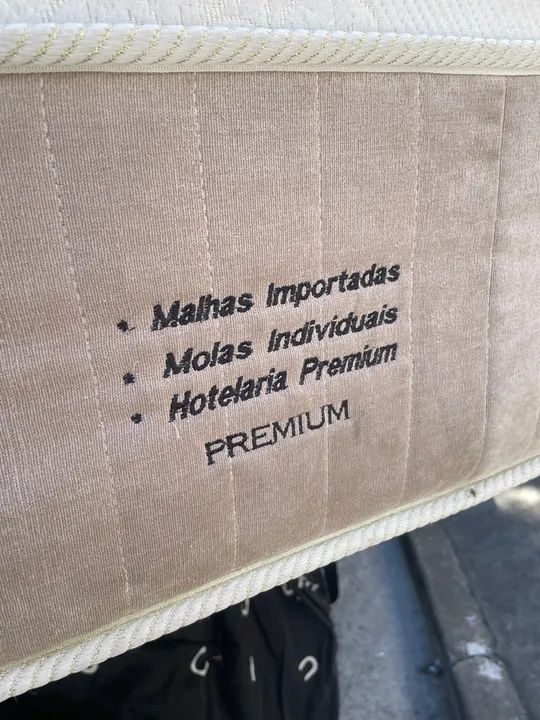 * Malhas Importadas
* Molas Individuais
* Hotelaria Premium
PREMIUM